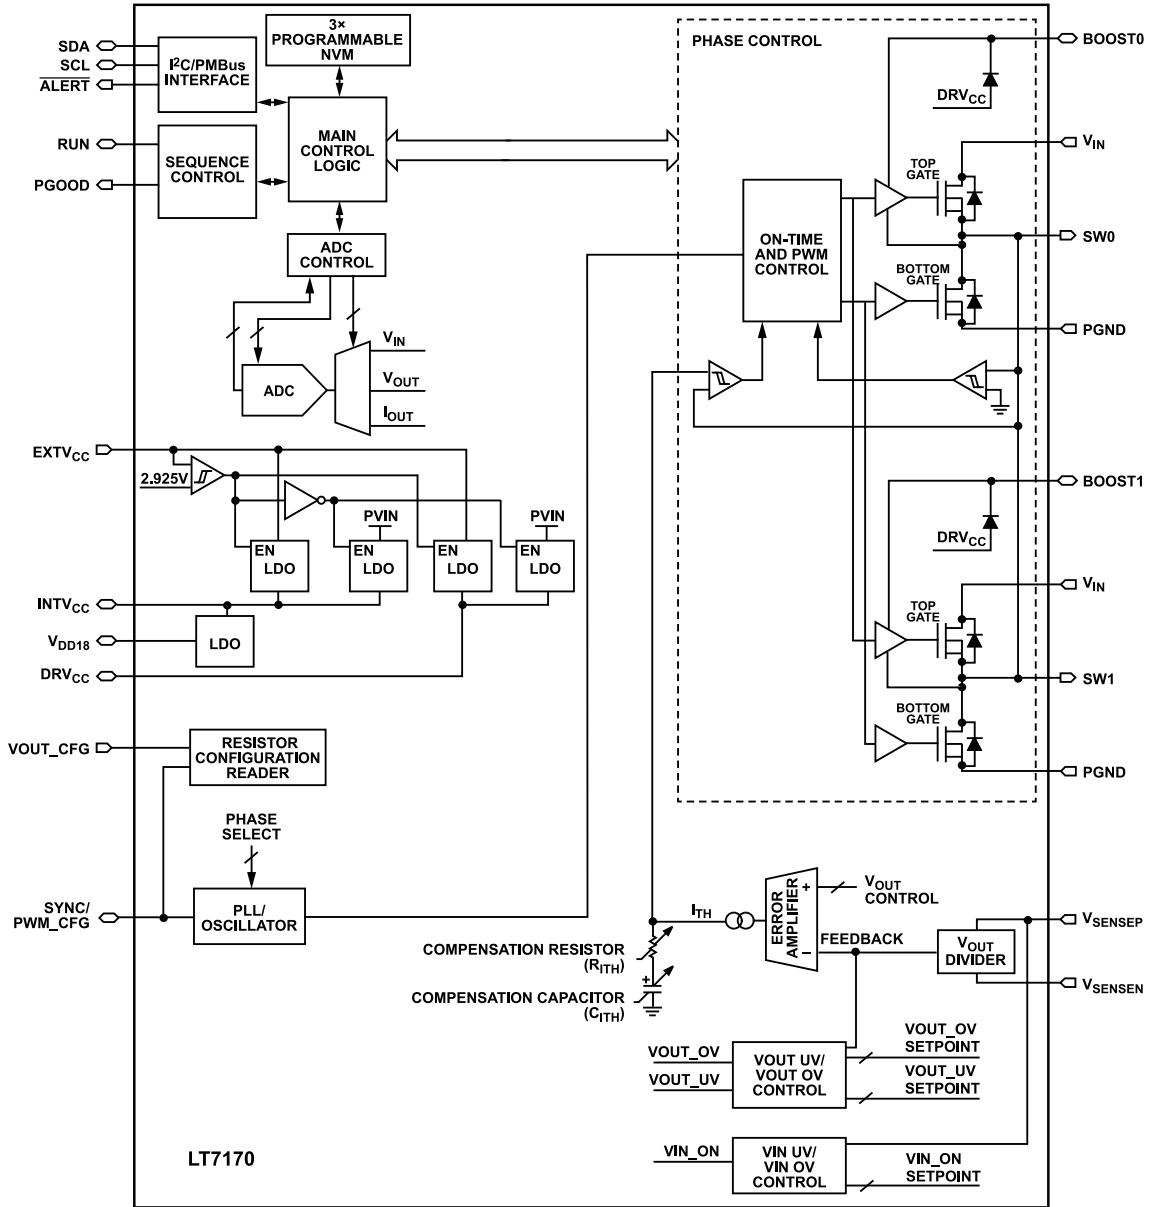 SDA
SCL
ALERT
I²C/PMBus
INTERFACE
3×
PROGRAMMABLE
NVM
RUN
PGOOD
SEQUENCE
CONTROL
MAIN
CONTROL
LOGIC
ADC
CONTROL
ADC
VIN
VOUT
IOUT
PHASE CONTROL
BOOST0
DRVCC
VIN
TOP
GATE
ON-TIME
AND PWM
CONTROL
SW0
BOTTOM
GATE
PGND
EXTVCC
2.925V
PVIN
PVIN
EN
LDO
EN
LDO
EN
LDO
EN
LDO
INTVCC
VDD18
LDO
DRVCC
BOOST1
DRVCC
VIN
TOP
GATE
SW1
BOTTOM
GATE
PGND
VOUT_CFG
RESISTOR
CONFIGURATION
READER
PHASE
SELECT
SYNC/
PWM_CFG
PLL/
OSCILLATOR
ITH
ERROR
AMPLIFIER
+
−
VOUT
CONTROL
FEEDBACK
VOUT
DIVIDER
VSENSEP
VSENSEN
COMPENSATION RESISTOR
(RITH)
+
COMPENSATION CAPACITOR
(CITH)
VOUT_OV
VOUT_UV
VOUT UV/
VOUT OV
CONTROL
VOUT_OV
SETPOINT
VOUT_UV
SETPOINT
VIN_ON
VIN UV/
VIN OV
CONTROL
VIN_ON
SETPOINT
LT7170